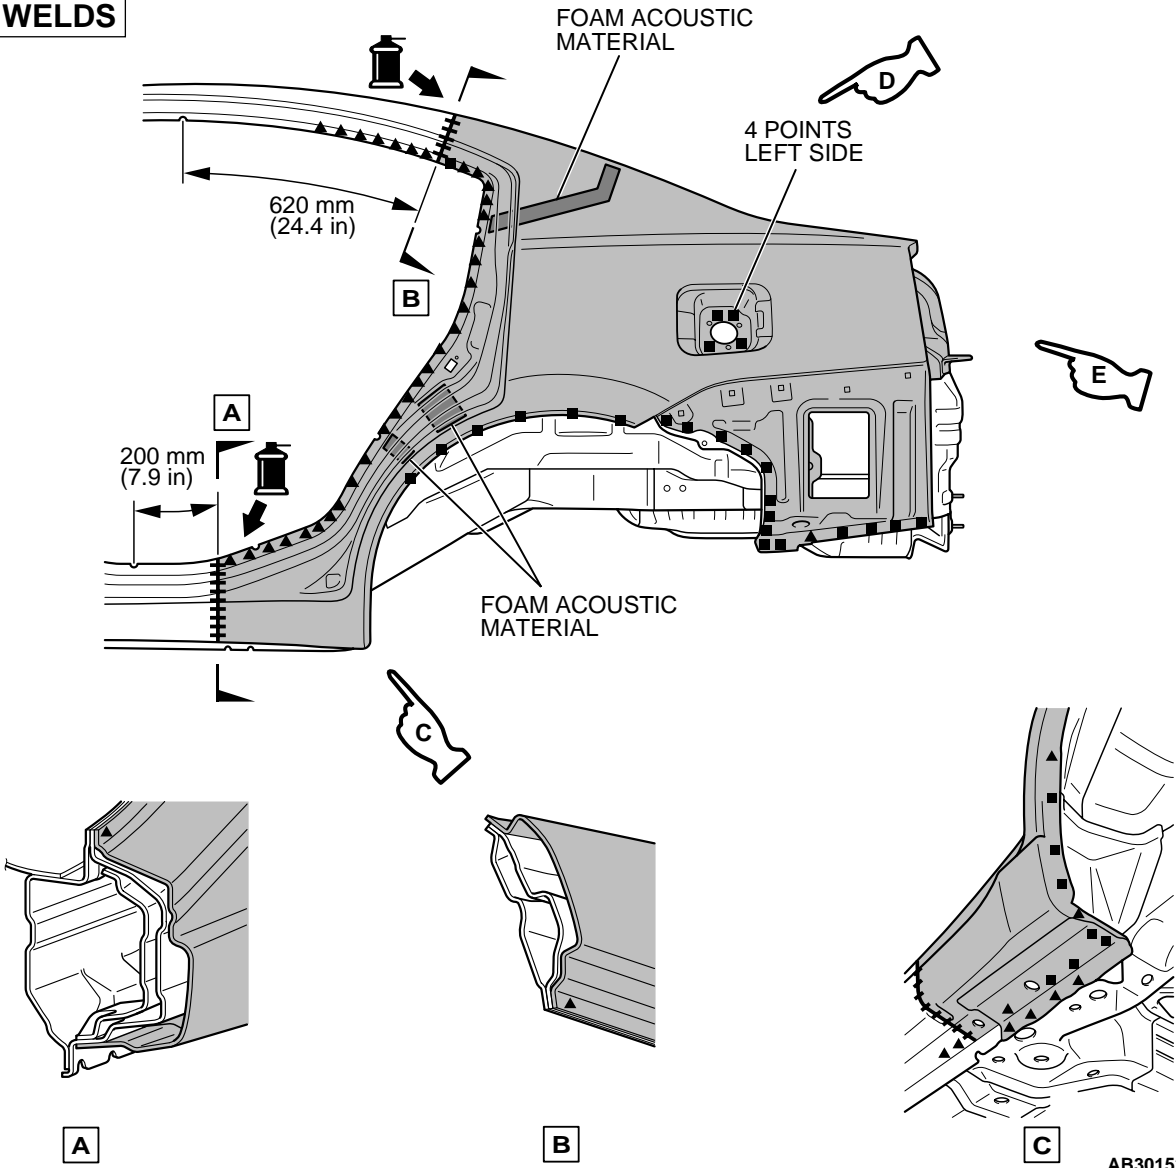 WELDS
FOAM ACOUSTIC
MATERIAL
D
4 POINTS
LEFT SIDE
620 mm
(24.4 in)
B
E
A
200 mm
(7.9 in)
FOAM ACOUSTIC
MATERIAL
C
A
B
C
AB3015